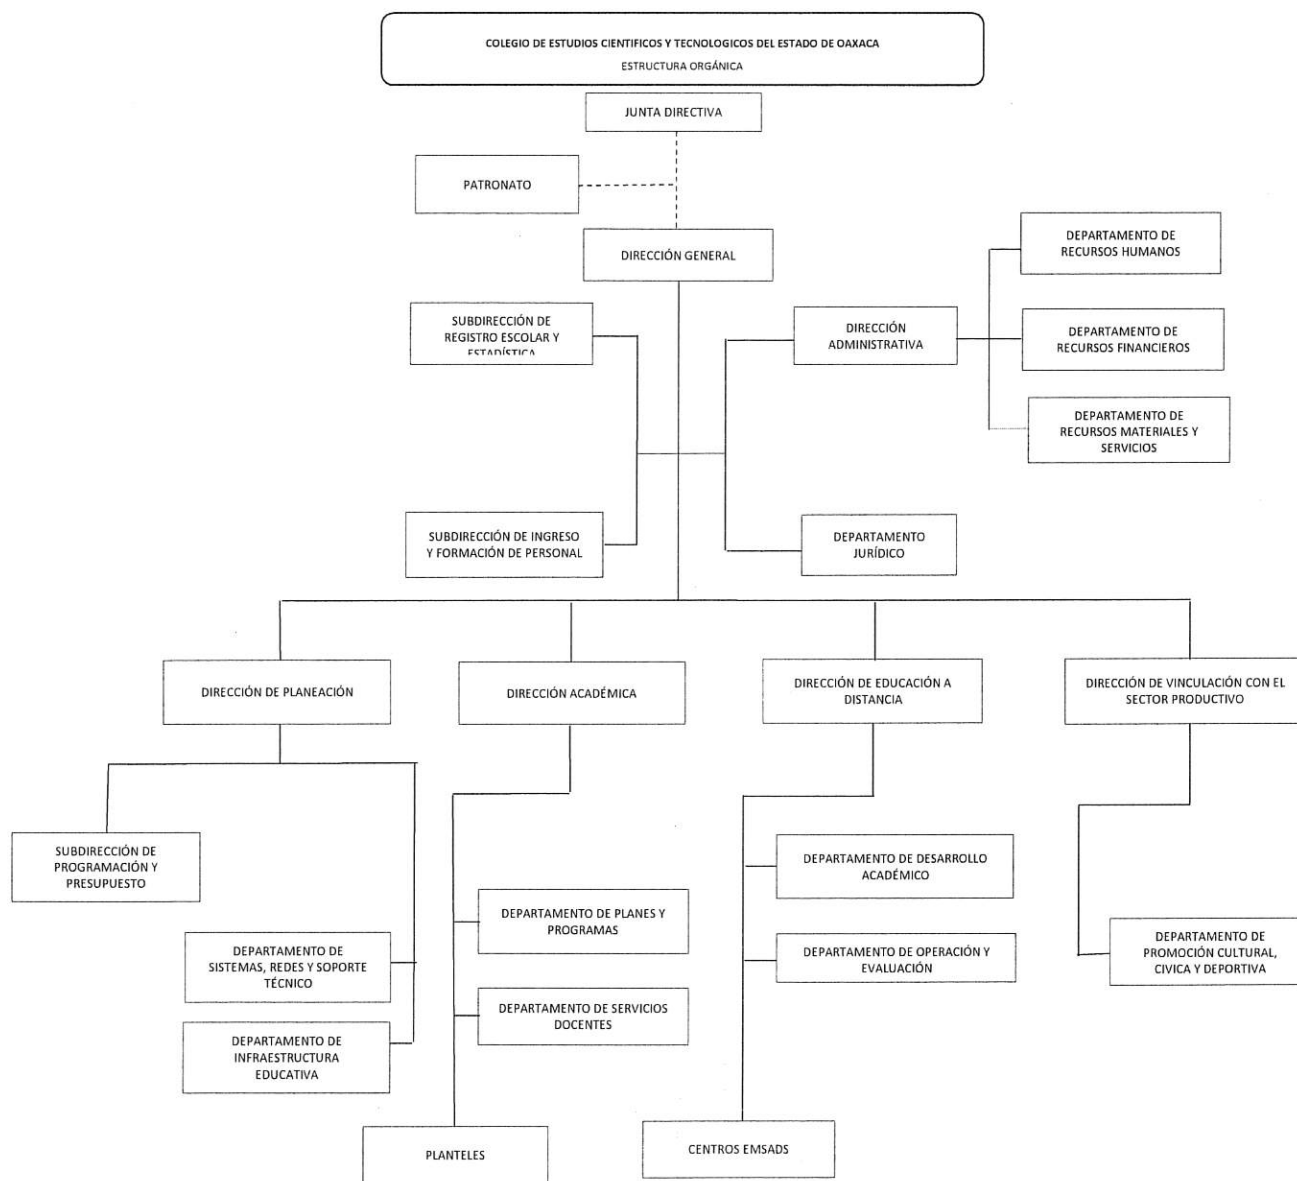 COLEGIO DE ESTUDIOS CIENTIFICOS Y TECNOLOGICOS DEL ESTADO DE OAXACA
ESTRUCTURA ORGÁNICA
JUNTA DIRECTIVA
PATRONATO
DIRECCIÓN GENERAL
DEPARTAMENTO DE
RECURSOS HUMANOS
SUBDIRECCIÓN DE
REGISTRO ESCOLAR Y
ESTADÍSTICA
DIRECCIÓN
ADMINISTRATIVA
DEPARTAMENTO DE
RECURSOS FINANCIEROS
DEPARTAMENTO DE
RECURSOS MATERIALES Y
SERVICIOS
SUBDIRECCIÓN DE INGRESO
Y FORMACIÓN DE PERSONAL
DEPARTAMENTO
JURÍDICO
DIRECCIÓN DE PLANEACIÓN
DIRECCIÓN ACADÉMICA
DIRECCIÓN DE EDUCACIÓN A
DISTANCIA
DIRECCIÓN DE VINCULACIÓN CON EL
SECTOR PRODUCTIVO
SUBDIRECCIÓN DE
PROGRAMACIÓN Y
PRESUPUESTO
DEPARTAMENTO DE
SISTEMAS, REDES Y SOPORTE
TÉCNICO
DEPARTAMENTO DE
INFRAESTRUCTURA
EDUCATIVA
DEPARTAMENTO DE PLANES Y
PROGRAMAS
DEPARTAMENTO DE SERVICIOS
DOCENTES
PLANTELES
DEPARTAMENTO DE DESARROLLO
ACADÉMICO
DEPARTAMENTO DE OPERACIÓN Y
EVALUACIÓN
CENTROS EMSADS
DEPARTAMENTO DE
PROMOCIÓN CULTURAL,
CIVICA Y DEPORTIVA